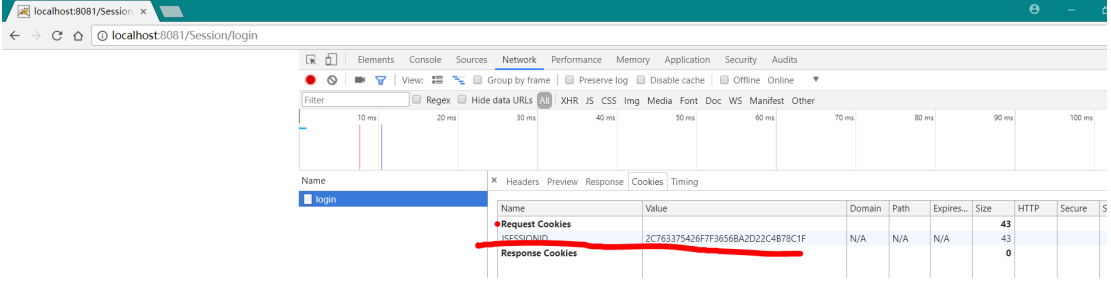 localhost:8081/Session
localhost:8081/Session/login
Elements Console Sources Network Performance Memory Application Security Audits
View: Group by frame Preserve log Disable cache Offline Online
Filter Regex Hide data URLs All XHR JS CSS Img Media Font Doc WS Manifest Other
10 ms 20 ms 30 ms 40 ms 50 ms 60 ms 70 ms 80 ms 90 ms 100 ms
Name
× Headers Preview Response Cookies Timing
login
Name Value Domain Path Expires... Size HTTP Secure S
Request Cookies 43
JSESSIONID 2C763375426F7F3656BA2D22C4B78C1F N/A N/A N/A 43
Response Cookies 0